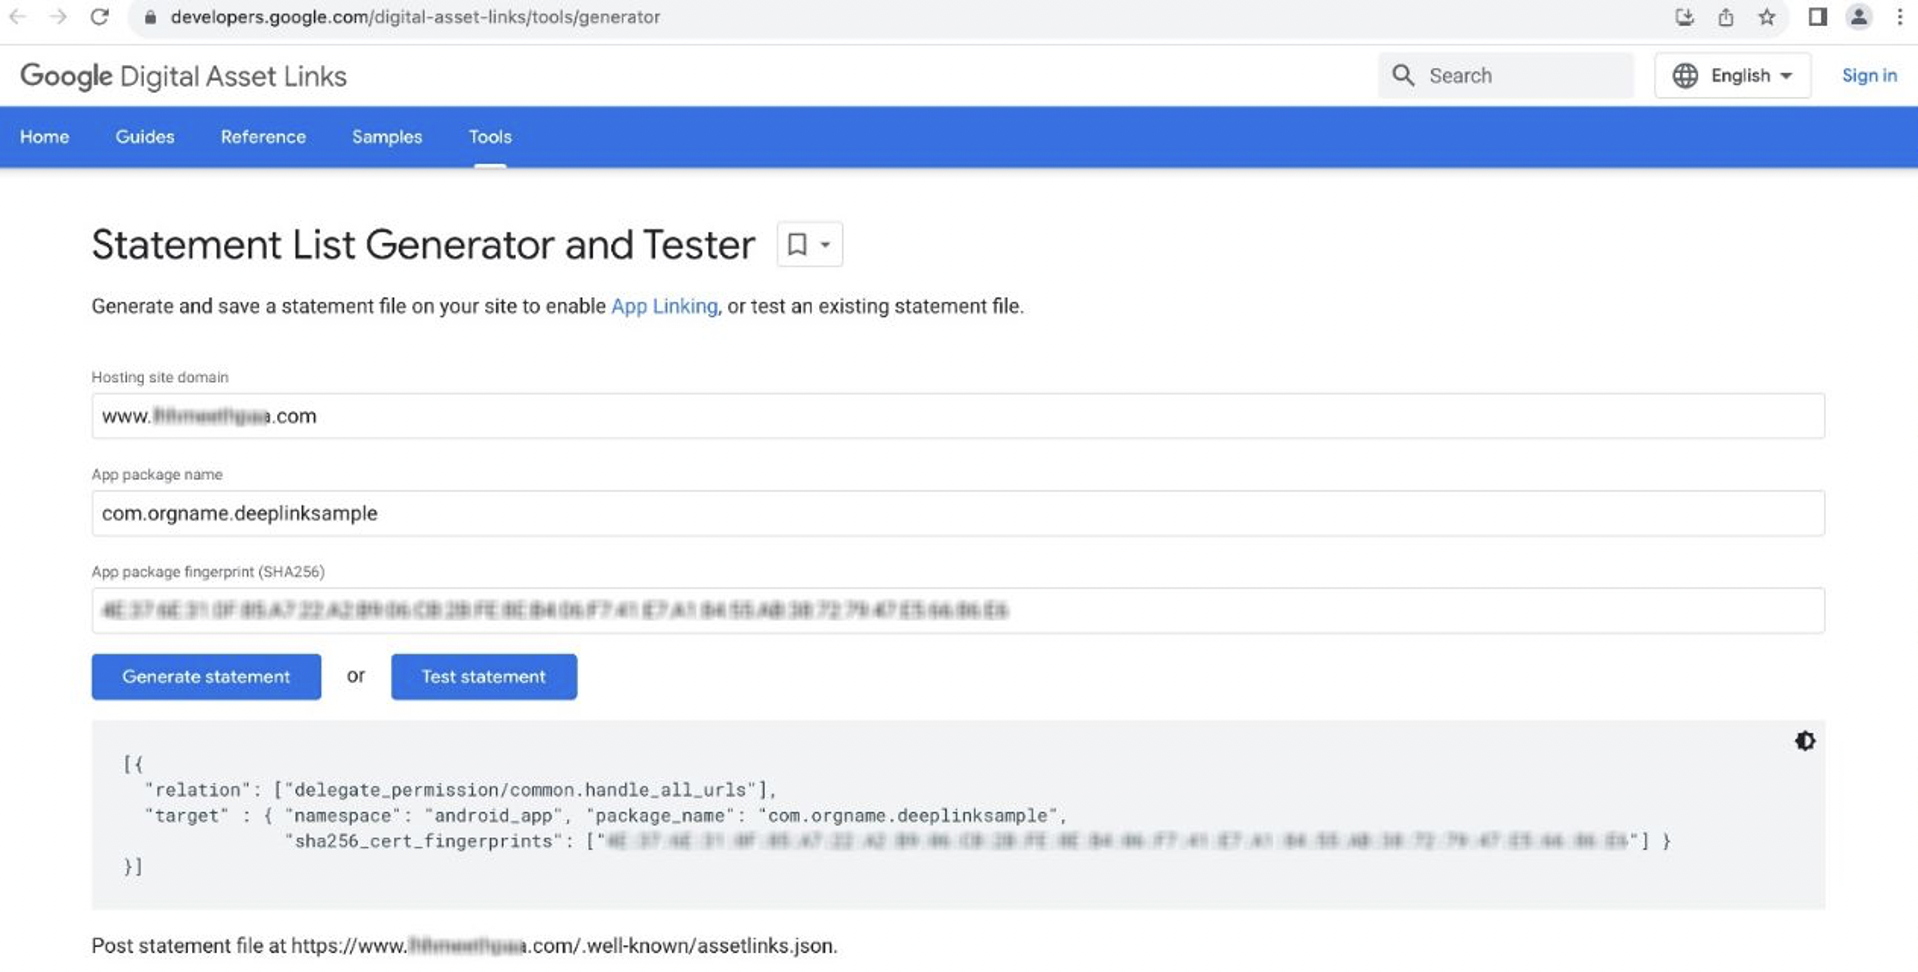 developers.google.com/digital-asset-links/tools/generator
Google Digital Asset Links
Search
English
Sign in
Home Guides Reference Samples Tools
Statement List Generator and Tester
Generate and save a statement file on your site to enable App Linking, or test an existing statement file.
Hosting site domain
www. .com
App package name
com.orgname.deeplinksample
App package fingerprint (SHA256)
Generate statement or Test statement
[{
"relation": ["delegate_permission/common.handle_all_urls"],
"target" : { "namespace": "android_app", "package_name": "com.orgname.deeplinksample",
"sha256_cert_fingerprints": [" "] }
}]
Post statement file at https://www. .com/.well-known/assetlinks.json.